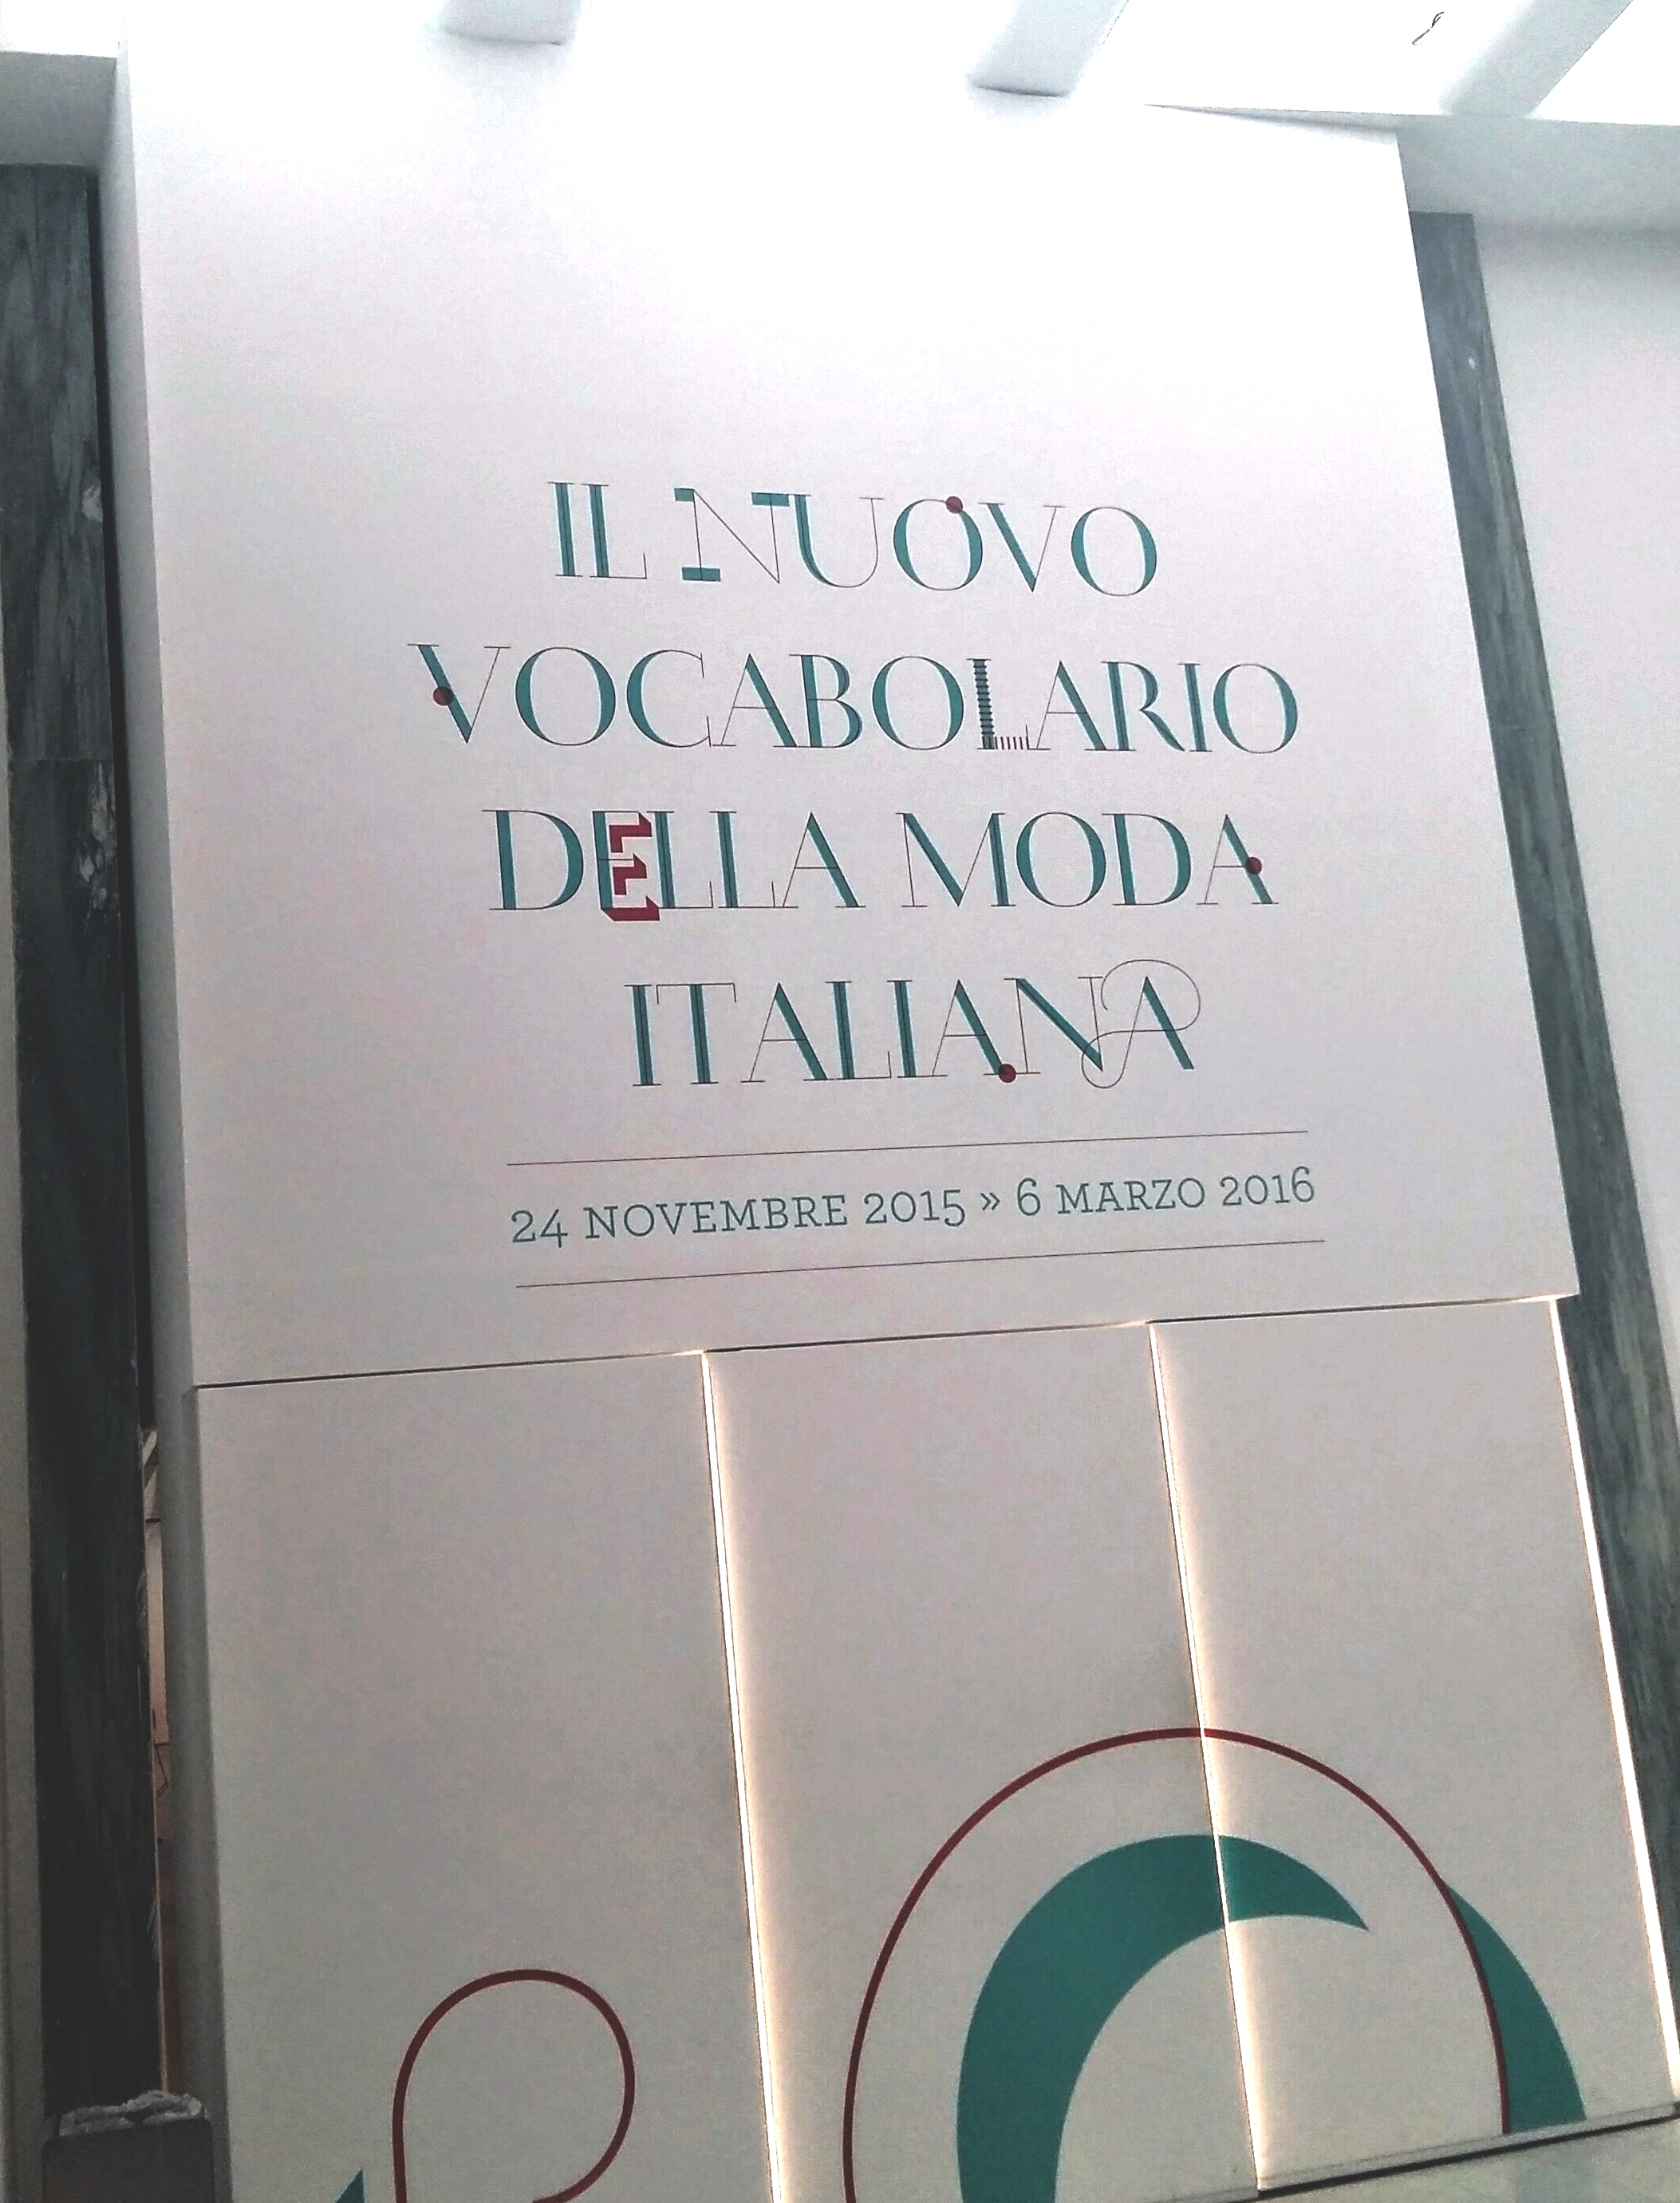 IL NUOVO
VOCABOLARIO
DELLA MODA
ITALIANA
24 NOVEMBRE 2015 » 6 MARZO 2016